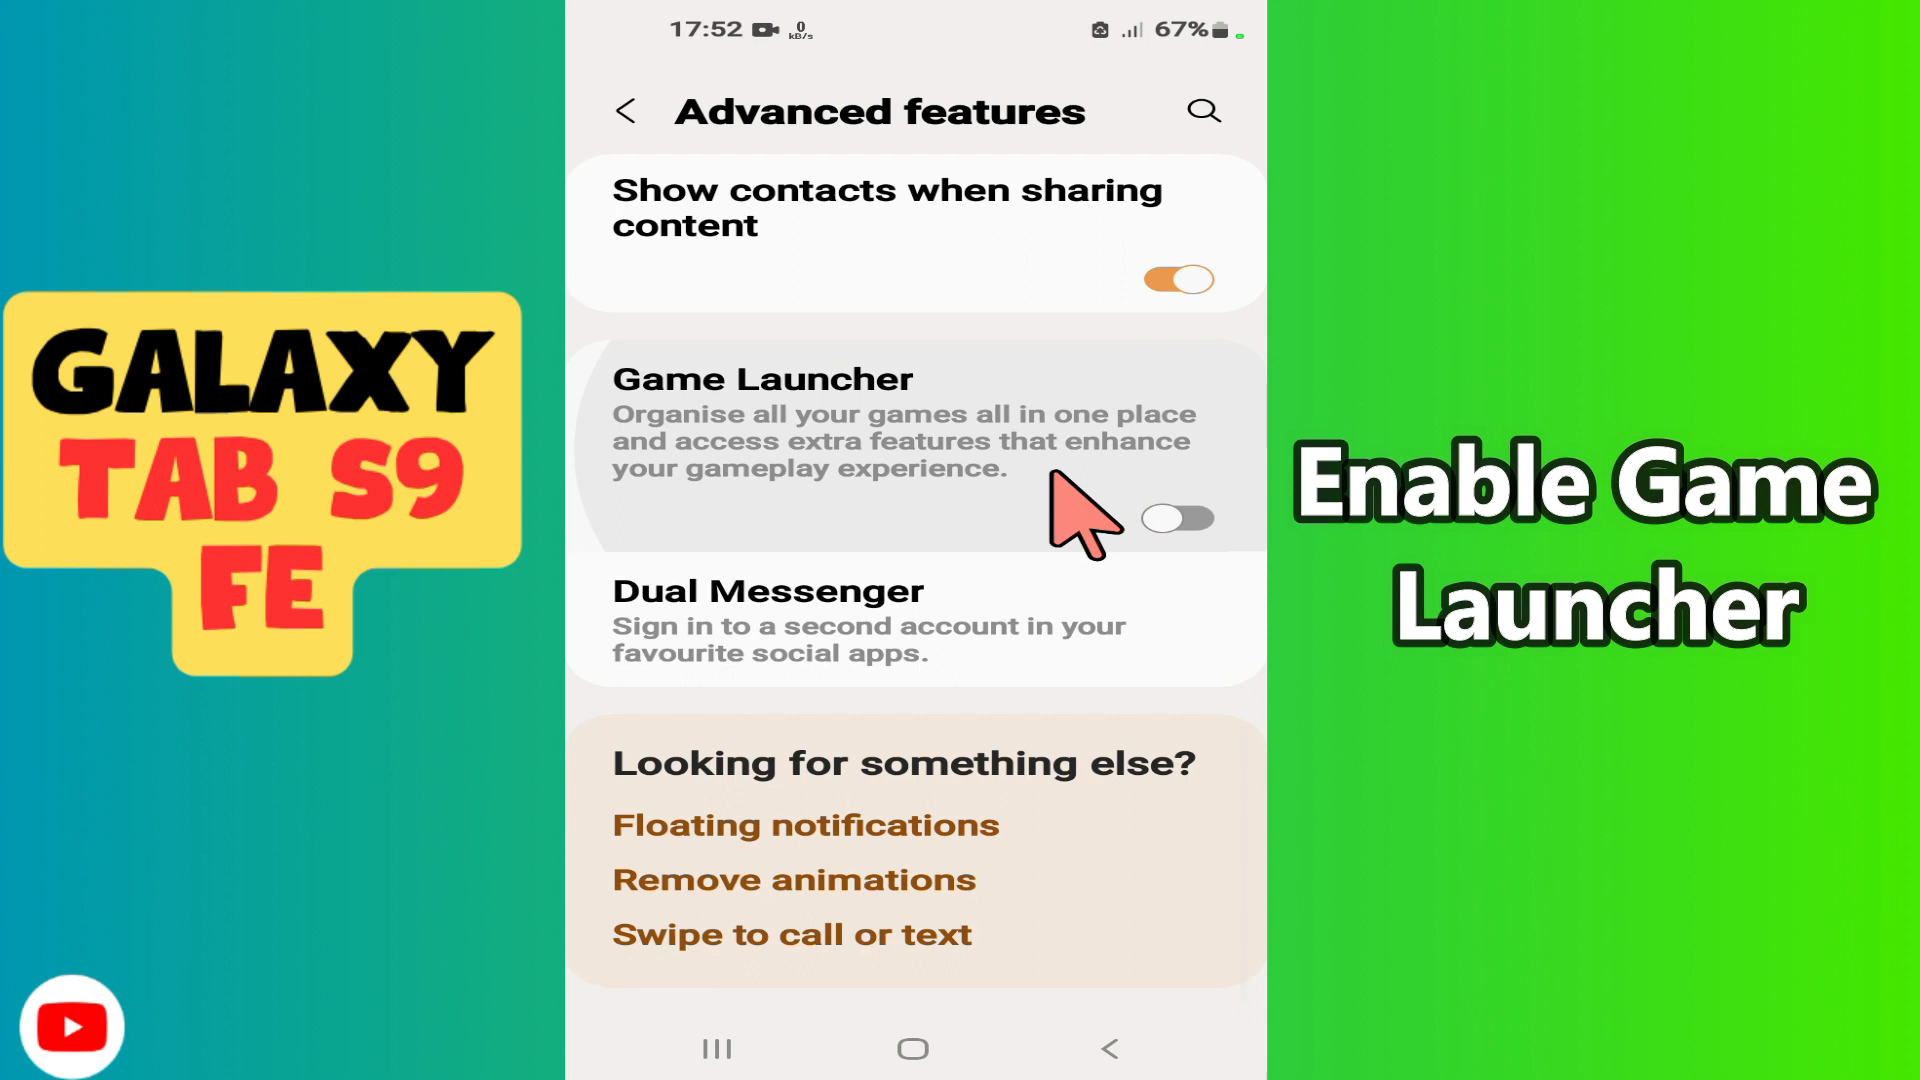 17:52 0 kB/s 67%
Advanced features
Show contacts when sharing
content
Game Launcher
Organise all your games all in one place
and access extra features that enhance
your gameplay experience.
Dual Messenger
Sign in to a second account in your
favourite social apps.
Looking for something else?
Floating notifications
Remove animations
Swipe to call or text
GALAXY
TAB S9
FE
Enable Game
Launcher